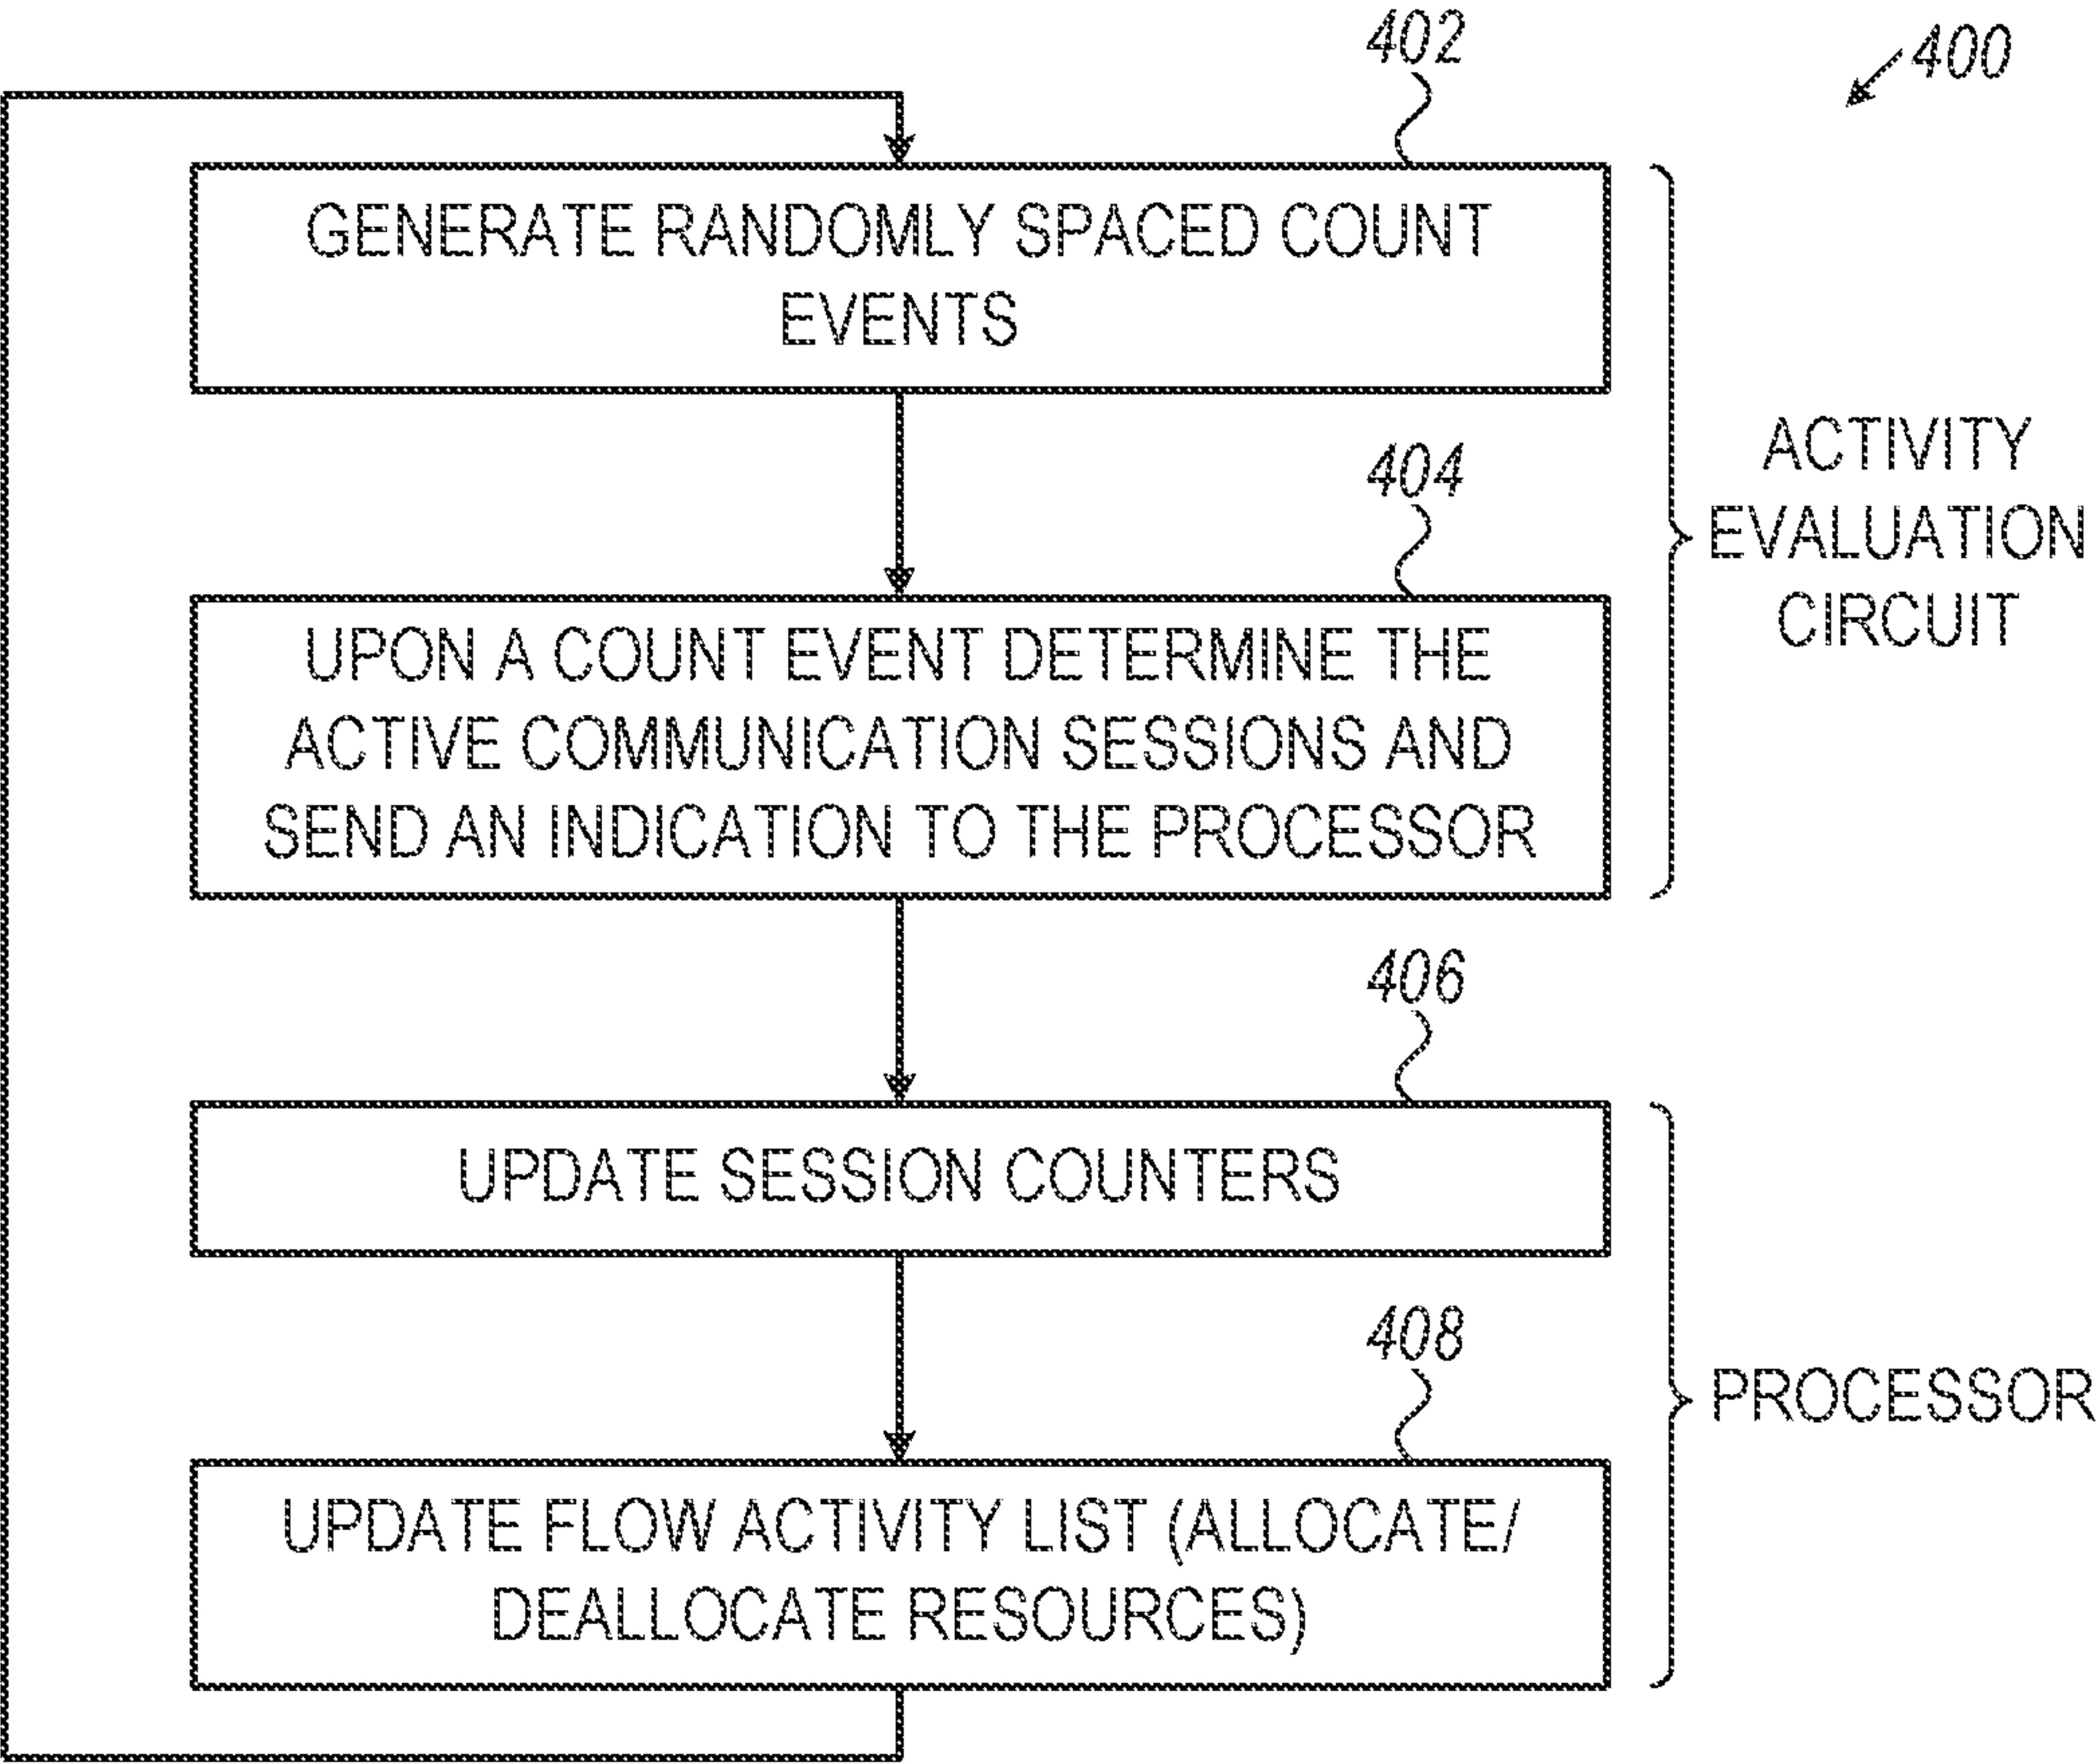 402
400
GENERATE RANDOMLY SPACED COUNT
EVENTS
404
UPON A COUNT EVENT DETERMINE THE
ACTIVE COMMUNICATION SESSIONS AND
SEND AN INDICATION TO THE PROCESSOR
ACTIVITY
EVALUATION
CIRCUIT
406
UPDATE SESSION COUNTERS
408
UPDATE FLOW ACTIVITY LIST (ALLOCATE/
DEALLOCATE RESOURCES)
PROCESSOR